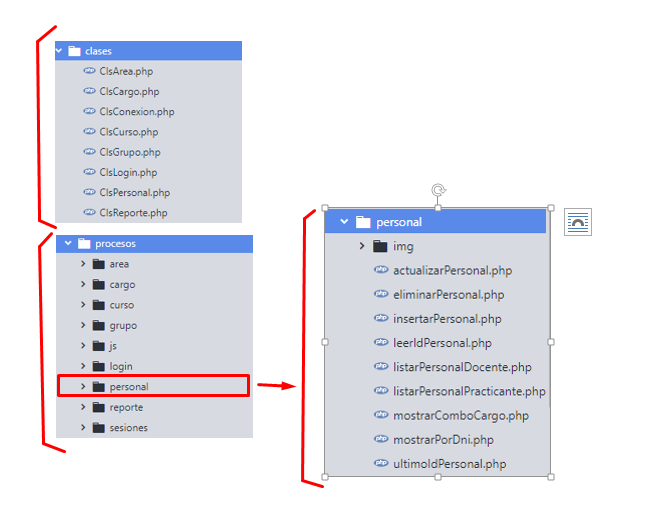 clases
ClsArea.php
ClsCargo.php
ClsConexion.php
ClsCurso.php
ClsGrupo.php
ClsLogin.php
ClsPersonal.php
ClsReporte.php
procesos
area
cargo
curso
grupo
js
login
personal
reporte
sesiones
personal
img
actualizarPersonal.php
eliminarPersonal.php
insertarPersonal.php
leerIdPersonal.php
listarPersonalDocente.php
listarPersonalPracticante.php
mostrarComboCargo.php
mostrarPorDni.php
ultimoIdPersonal.php